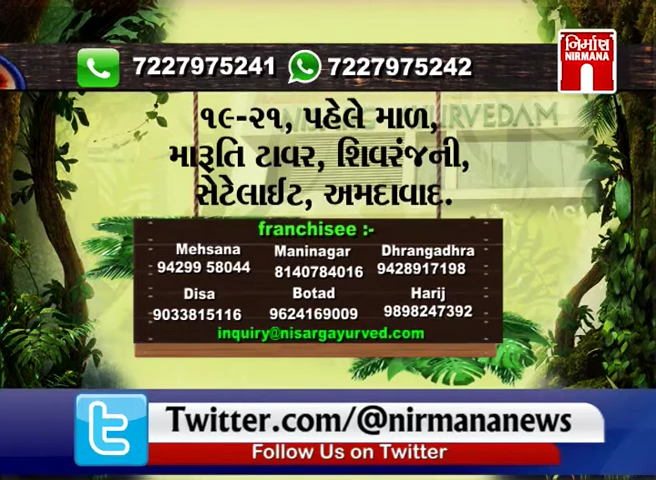 7227975241 7227975242
નિર્માણ
NIRMANA
૧૯-૨૧, પહેલે માળ,
મારૂતિ ટાવર, શિવરંજની,
સેટેલાઈટ, અમદાવાદ.
franchisee :-
Mehsana Maninagar Dhrangadhra
94299 58044 8140784016 9428917198
Disa Botad Harij
9033815116 9624169009 9898247392
inquiry@nisargayurved.com
Twitter.com/@nirmananews
Follow Us on Twitter